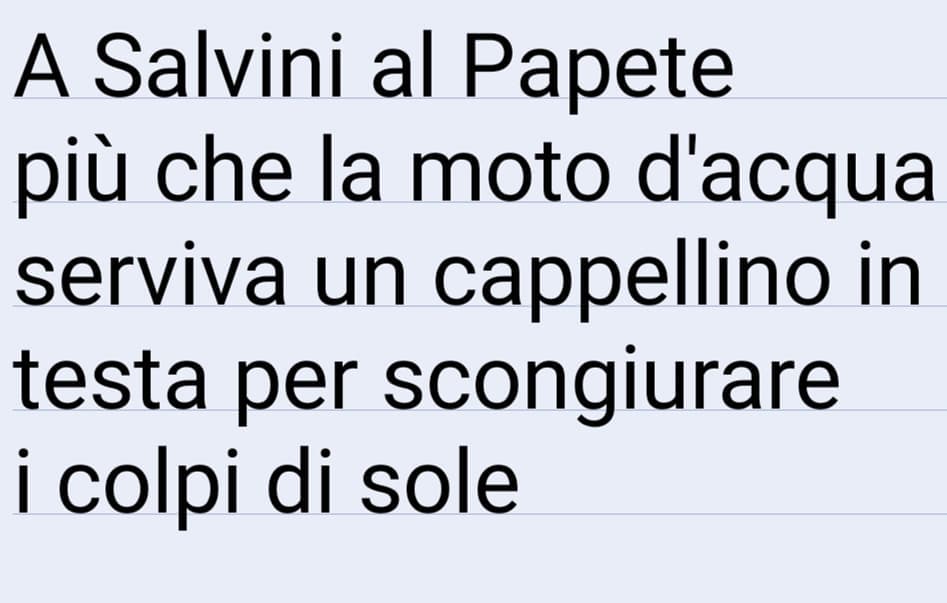 A Salvini al Papete
più che la moto d'acqua
serviva un cappellino in
testa per scongiurare
i colpi di sole